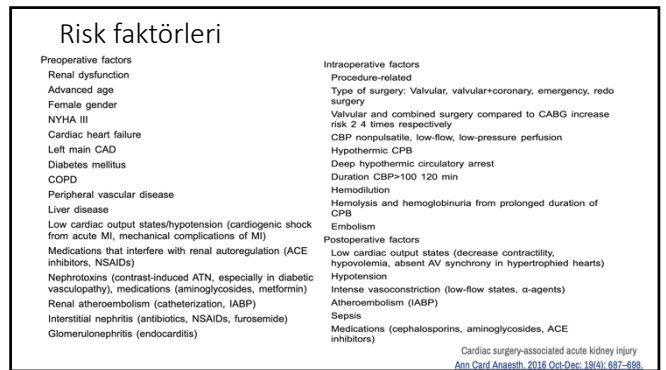 Risk faktörleri
Preoperative factors
Renal dysfunction
Advanced age
Female gender
NYHA III
Cardiac heart failure
Left main CAD
Diabetes mellitus
COPD
Peripheral vascular disease
Liver disease
Low cardiac output states/hypotension (cardiogenic shock
from acute MI, mechanical complications of MI)
Medications that interfere with renal autoregulation (ACE
inhibitors, NSAIDs)
Nephrotoxins (contrast-induced ATN, especially in diabetic
vasculopathy), medications (aminoglycosides, metformin)
Renal atheroembolism (catheterization, IABP)
Interstitial nephritis (antibiotics, NSAIDs, furosemide)
Glomerulonephritis (endocarditis)
Intraoperative factors
Procedure-related
Type of surgery: Valvular, valvular+coronary, emergency, redo
surgery
Valvular and combined surgery compared to CABG increase
risk 2 4 times respectively
CBP nonpulsatile, low-flow, low-pressure perfusion
Hypothermic CPB
Deep hypothermic circulatory arrest
Duration CBP>100 120 min
Hemodilution
Hemolysis and hemoglobinuria from prolonged duration of
CPB
Embolism
Postoperative factors
Low cardiac output states (decrease contractility,
hypovolemia, absent AV synchrony in hypertrophied hearts)
Hypotension
Intense vasoconstriction (low-flow states, α-agents)
Atheroembolism (IABP)
Sepsis
Medications (cephalosporins, aminoglycosides, ACE
inhibitors)
Cardiac surgery-associated acute kidney injury
Ann Card Anaesth. 2016 Oct-Dec; 19(4): 687–698.